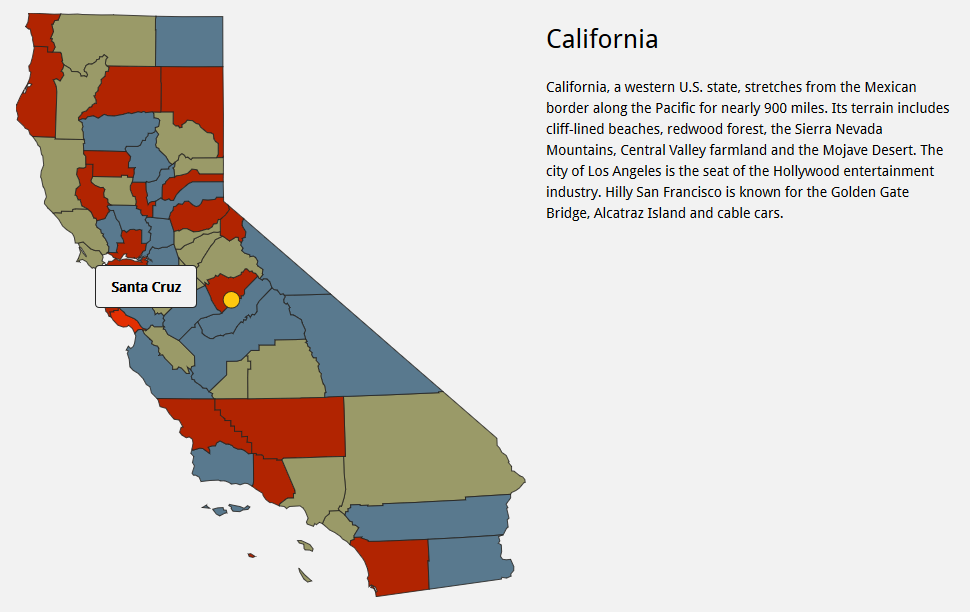 California
California, a western U.S. state, stretches from the Mexican
border along the Pacific for nearly 900 miles. Its terrain includes
cliff-lined beaches, redwood forest, the Sierra Nevada
Mountains, Central Valley farmland and the Mojave Desert. The
city of Los Angeles is the seat of the Hollywood entertainment
industry. Hilly San Francisco is known for the Golden Gate
Bridge, Alcatraz Island and cable cars.
Santa Cruz